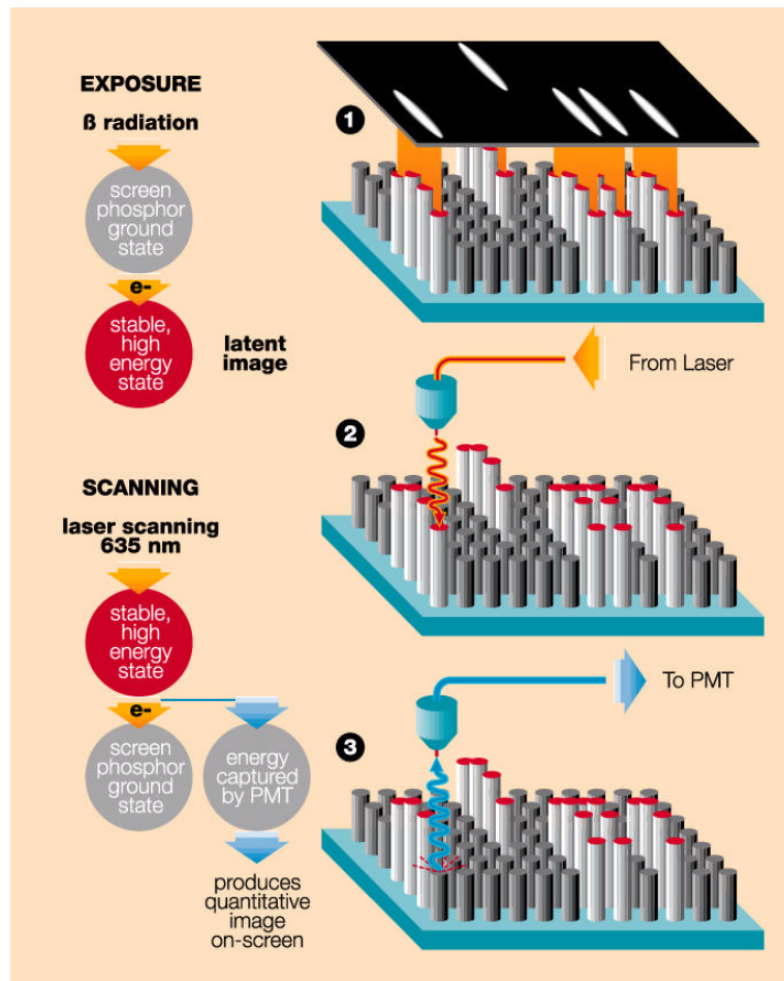 EXPOSURE
ß radiation
screen
phosphor
ground
state
e-
stable,
high
energy
state
latent
image
1
From Laser
2
SCANNING
laser scanning
635 nm
stable,
high
energy
state
e-
screen
phosphor
ground
state
energy
captured
by PMT
produces
quantitative
image
on-screen
To PMT
3